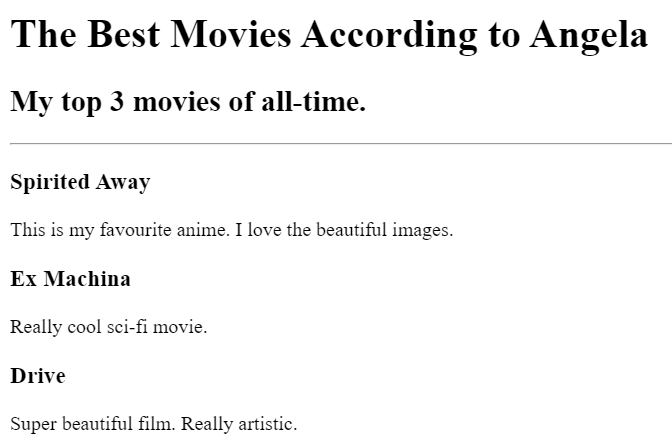 The Best Movies According to Angela
My top 3 movies of all-time.
Spirited Away
This is my favourite anime. I love the beautiful images.
Ex Machina
Really cool sci-fi movie.
Drive
Super beautiful film. Really artistic.